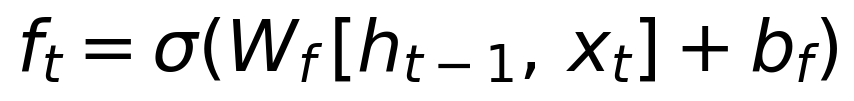 f_t = σ(W_f [h_{t−1}, x_t] + b_f)